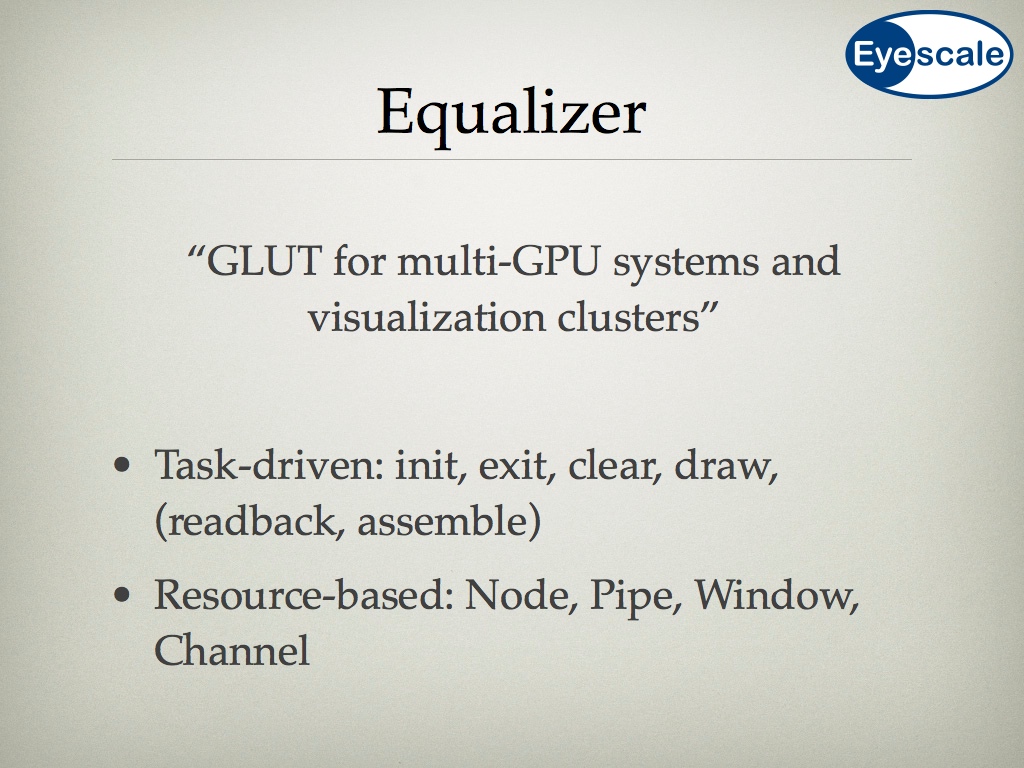 Eyescale
Equalizer
“GLUT for multi-GPU systems and
visualization clusters”
• Task-driven: init, exit, clear, draw,
(readback, assemble)
• Resource-based: Node, Pipe, Window,
Channel